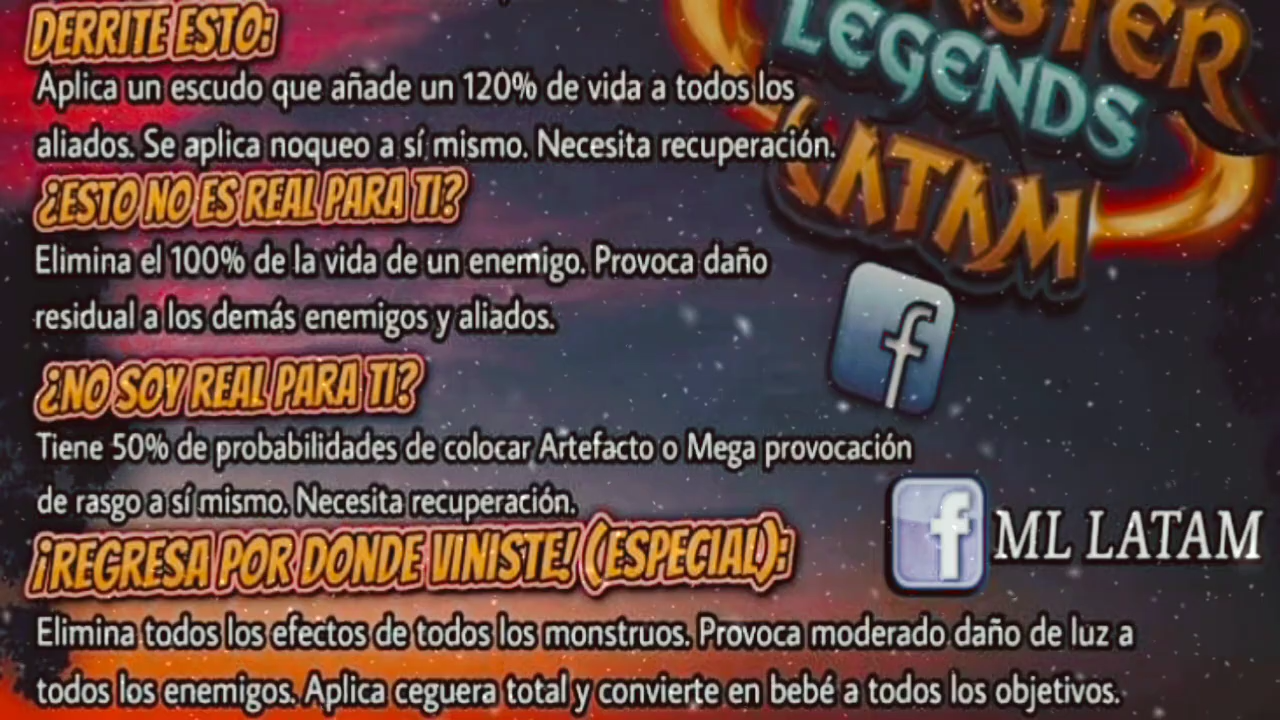 DERRITE ESTO:
Aplica un escudo que añade un 120% de vida a todos los
aliados. Se aplica noqueo a sí mismo. Necesita recuperación.
¿ESTO NO ES REAL PARA TI?
Elimina el 100% de la vida de un enemigo. Provoca daño
residual a los demás enemigos y aliados.
¿NO SOY REAL PARA TI?
Tiene 50% de probabilidades de colocar Artefacto o Mega provocación
de rasgo a sí mismo. Necesita recuperación.
¡REGRESA POR DONDE VINISTE! (ESPECIAL):
Elimina todos los efectos de todos los monstruos. Provoca moderado daño de luz a
todos los enemigos. Aplica ceguera total y convierte en bebé a todos los objetivos.
LEGENDS
LATAM
f
f ML LATAM